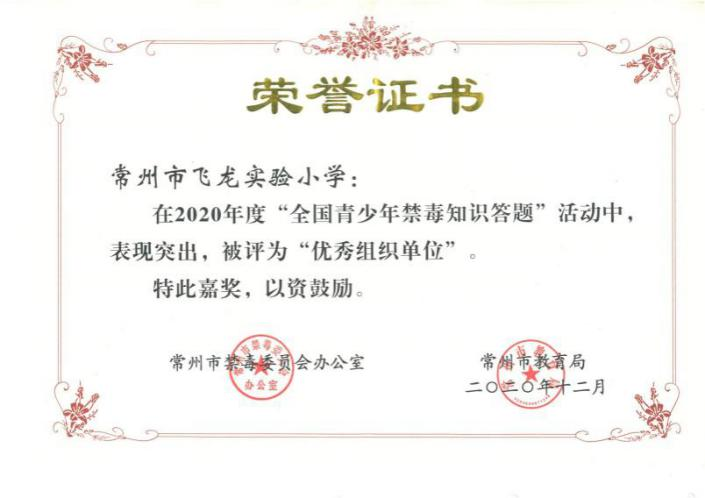 荣誉证书
常州市飞龙实验小学：
在2020年度“全国青少年禁毒知识答题”活动中，
表现突出，被评为“优秀组织单位”。
特此嘉奖，以资鼓励。
常州市禁毒委员会办公室
常州市教育局
二〇二〇年十二月
办公室